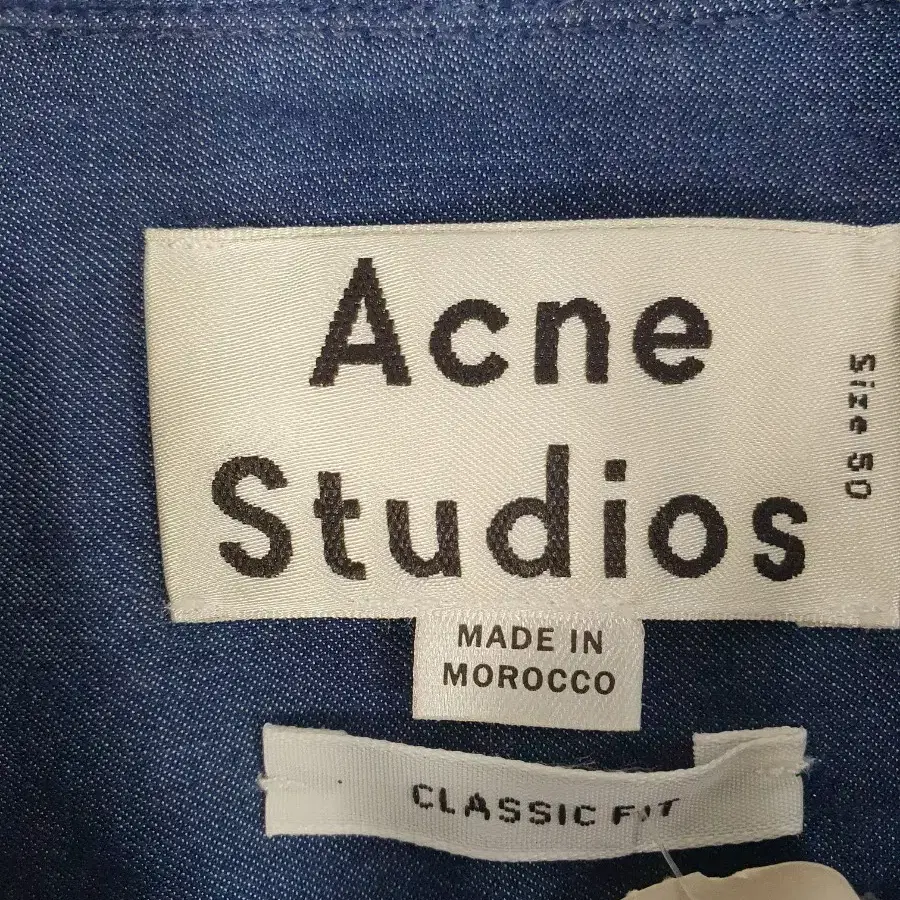 Acne
Studios
Size 50
MADE IN
MOROCCO
CLASSIC FIT